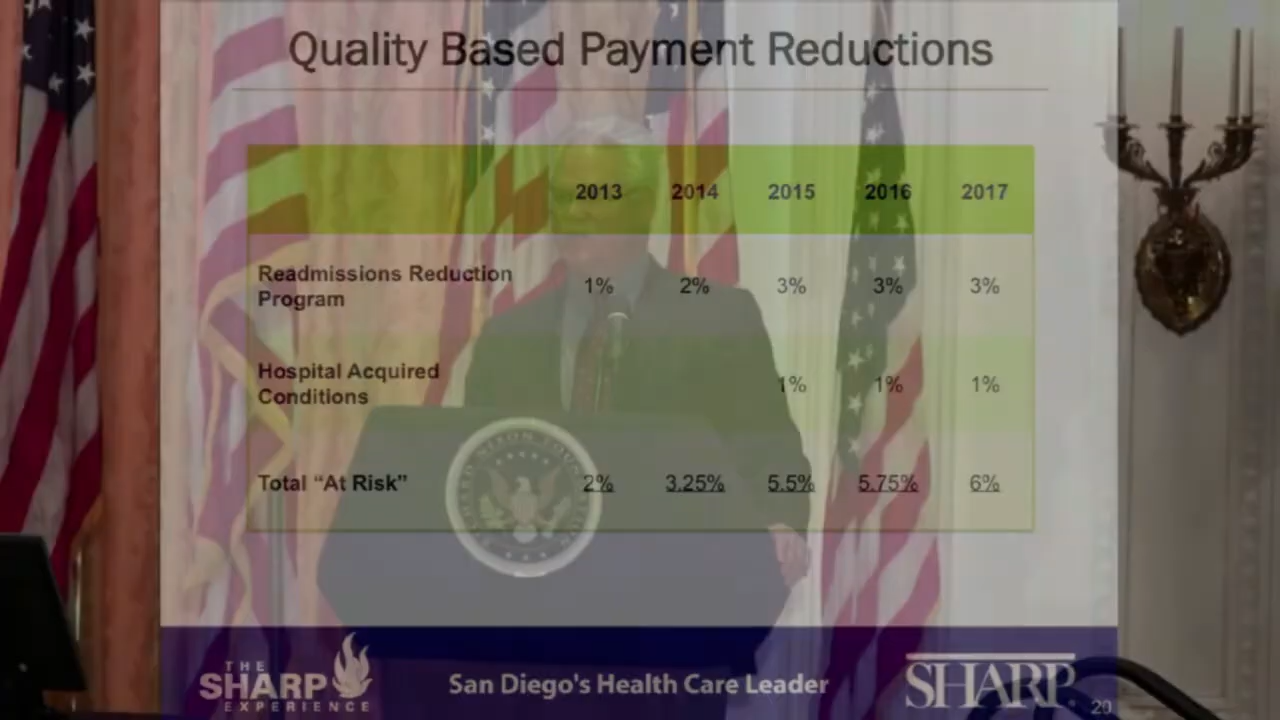 Quality Based Payment Reductions
2013 2014 2015 2016 2017
Readmissions Reduction
Program
1% 2% 3% 3% 3%
Hospital Acquired
Conditions
1% 1% 1%
Total “At Risk” 2% 3.25% 5.5% 5.75% 6%
THE
SHARP
EXPERIENCE
San Diego's Health Care Leader
SHARP
20